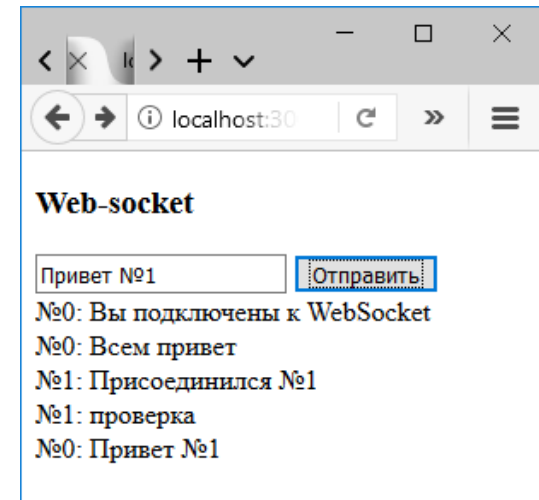 localhost:30
Web-socket
Привет №1 Отправить
№0: Вы подключены к WebSocket
№0: Всем привет
№1: Присоединился №1
№1: проверка
№0: Привет №1